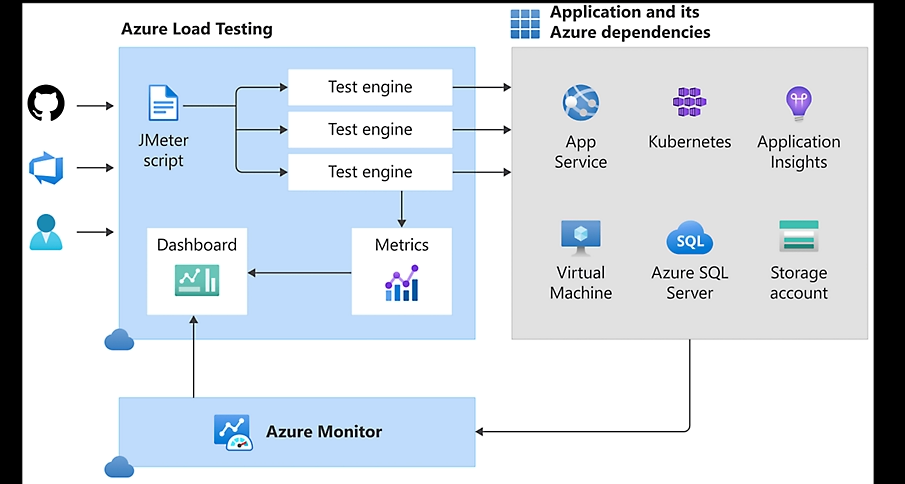 Azure Load Testing
Application and its
Azure dependencies
JMeter
script
Test engine
Test engine
Test engine
Dashboard
Metrics
App
Service
Kubernetes
Application
Insights
Virtual
Machine
SQL
Azure SQL
Server
Storage
account
Azure Monitor